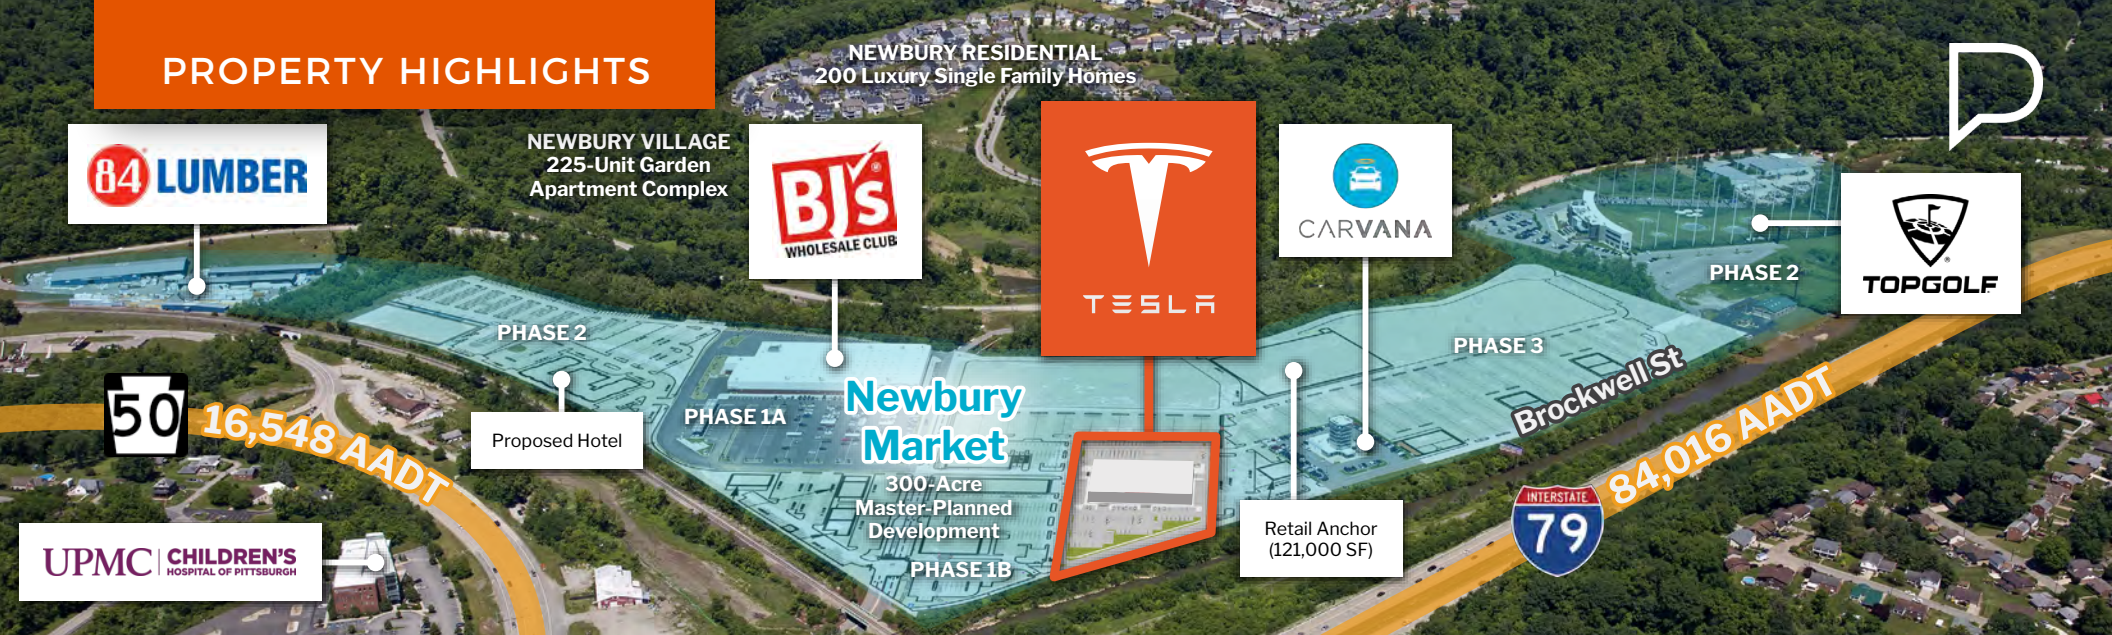 PROPERTY HIGHLIGHTS
NEWBURY RESIDENTIAL
200 Luxury Single Family Homes
84 LUMBER
NEWBURY VILLAGE
225-Unit Garden
Apartment Complex
BJ's
WHOLESALE CLUB
TESLA
CARVANA
TOPGOLF
PHASE 2
PHASE 2
PHASE 3
PHASE 1A
Proposed Hotel
Newbury
Market
300-Acre
Master-Planned
Development
PHASE 1B
Retail Anchor
(121,000 SF)
Brockwell St
50
16,548 AADT
INTERSTATE
79
84,016 AADT
UPMC CHILDREN'S
HOSPITAL OF PITTSBURGH